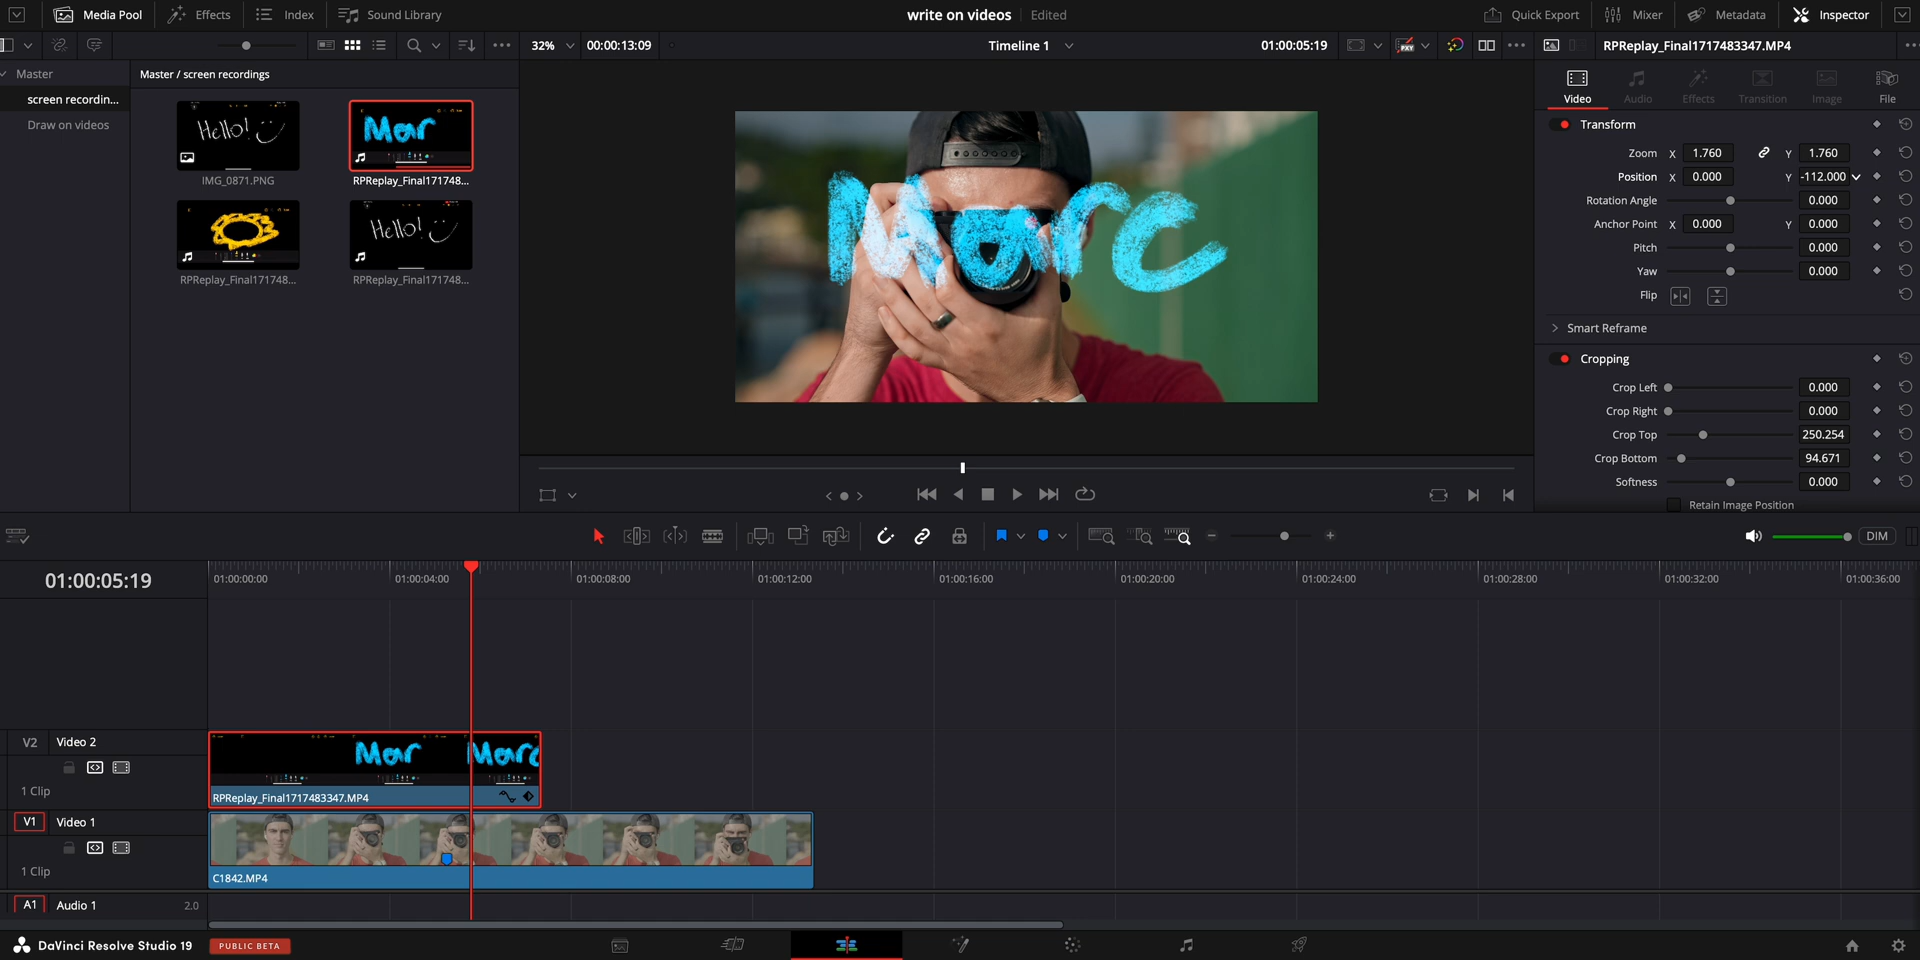 Media Pool Effects Index Sound Library write on videos Edited Quick Export Mixer Metadata Inspector
32% 00:00:13:09 Timeline 1 01:00:05:19 RPReplay_Final1717483347.MP4
Master Master / screen recordings
screen recordin...
Draw on videos
Hello! Mar
IMG_0871.PNG RPReplay_Final171748...
Hello!
RPReplay_Final171748... RPReplay_Final171748...
Marc
Video Audio Effects Transition Image File
Transform
Zoom X 1.760 Y 1.760
Position X 0.000 Y -112.000
Rotation Angle 0.000
Anchor Point X 0.000 Y 0.000
Pitch 0.000
Yaw 0.000
Flip
Smart Reframe
Cropping
Crop Left 0.000
Crop Right 0.000
Crop Top 250.254
Crop Bottom 94.671
Softness 0.000
Retain Image Position
DIM
01:00:05:19 01:00:00:00 01:00:04:00 01:00:08:00 01:00:12:00 01:00:16:00 01:00:20:00 01:00:24:00 01:00:28:00 01:00:32:00 01:00:36:00
V2 Video 2 Mar Marc
1 Clip RPReplay_Final1717483347.MP4
V1 Video 1
1 Clip C1842.MP4
A1 Audio 1 2.0
DaVinci Resolve Studio 19 PUBLIC BETA